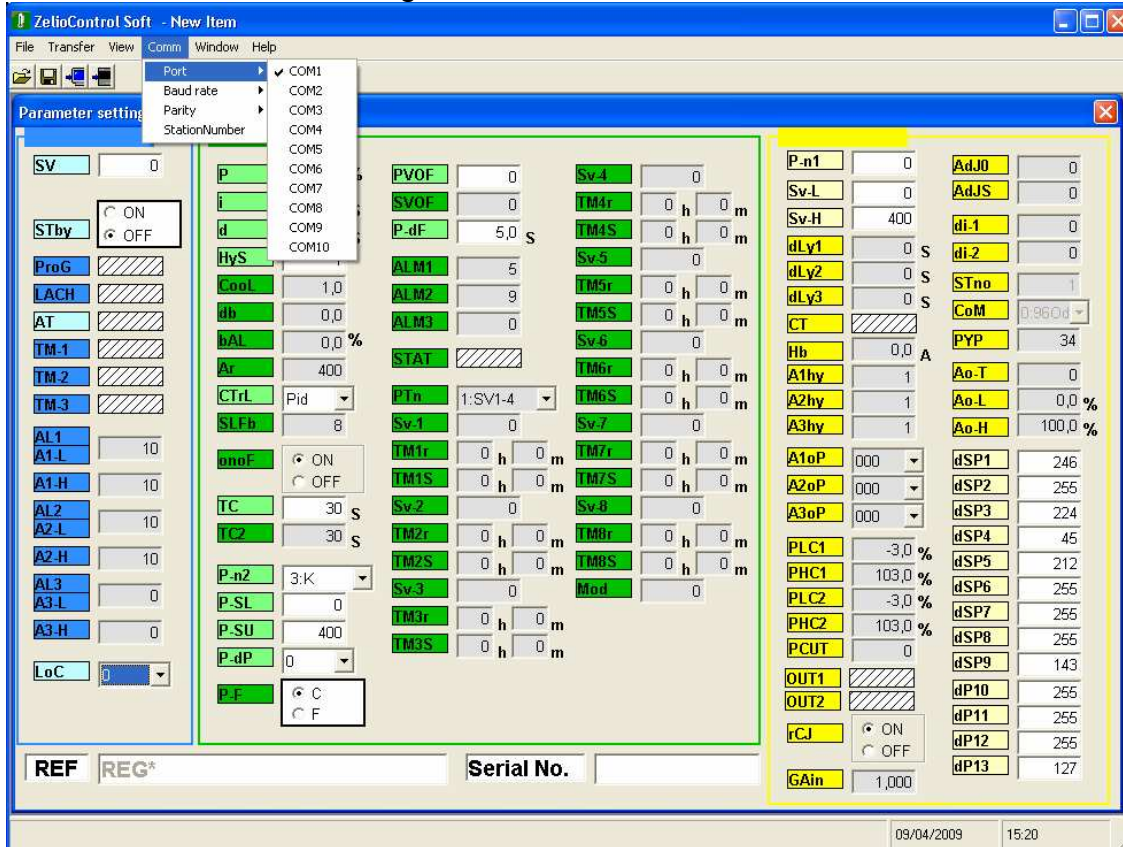 ZelioControl Soft - New Item
File Transfer View Comm Window Help
Port
Baud rate
Parity
StationNumber
COM1
COM2
COM3
COM4
COM5
COM6
COM7
COM8
COM9
COM10
Parameter setting
SV 0
STby ON
OFF
ProG
LACH
AT
TM-1
TM-2
TM-3
AL1
A1-L 10
A1-H 10
AL2
A2-L 10
A2-H 10
AL3
A3-L 0
A3-H 0
LoC 0
P %
i
d
HyS
CooL 1,0
db 0,0
bAL 0,0 %
Ar 400
CTrL Pid
SLFb 8
onoF ON
OFF
TC 30 S
TC2 30 S
P-n2 3:K
P-SL 0
P-SU 400
P-dP 0
P-F C
F
PVOF 0
SVOF 0
P-dF 5,0 S
ALM1 5
ALM2 9
ALM3 0
STAT
PTn 1:SV1-4
Sv-1 0
TM1r 0 h 0 m
TM1S 0 h 0 m
Sv-2 0
TM2r 0 h 0 m
TM2S 0 h 0 m
Sv-3 0
TM3r 0 h 0 m
TM3S 0 h 0 m
Sv-4 0
TM4r 0 h 0 m
TM4S 0 h 0 m
Sv-5 0
TM5r 0 h 0 m
TM5S 0 h 0 m
Sv-6 0
TM6r 0 h 0 m
TM6S 0 h 0 m
Sv-7 0
TM7r 0 h 0 m
TM7S 0 h 0 m
Sv-8 0
TM8r 0 h 0 m
TM8S 0 h 0 m
Mod 0
P-n1 0
Sv-L 0
Sv-H 400
dLy1 0 S
dLy2 0 S
dLy3 0 S
CT
Hb 0,0 A
A1hy 1
A2hy 1
A3hy 1
A1oP 000
A2oP 000
A3oP 000
PLC1 -3,0 %
PHC1 103,0 %
PLC2 -3,0 %
PHC2 103,0 %
PCUT 0
OUT1
OUT2
rCJ ON
OFF
GAin 1,000
AdJ0 0
AdJS 0
di-1 0
di-2 0
STno 1
CoM 0:96Od
PYP 34
Ao-T 0
Ao-L 0,0 %
Ao-H 100,0 %
dSP1 246
dSP2 255
dSP3 224
dSP4 45
dSP5 212
dSP6 255
dSP7 255
dSP8 255
dSP9 143
dP10 255
dP11 255
dP12 255
dP13 127
REF REG* Serial No.
09/04/2009 15:20